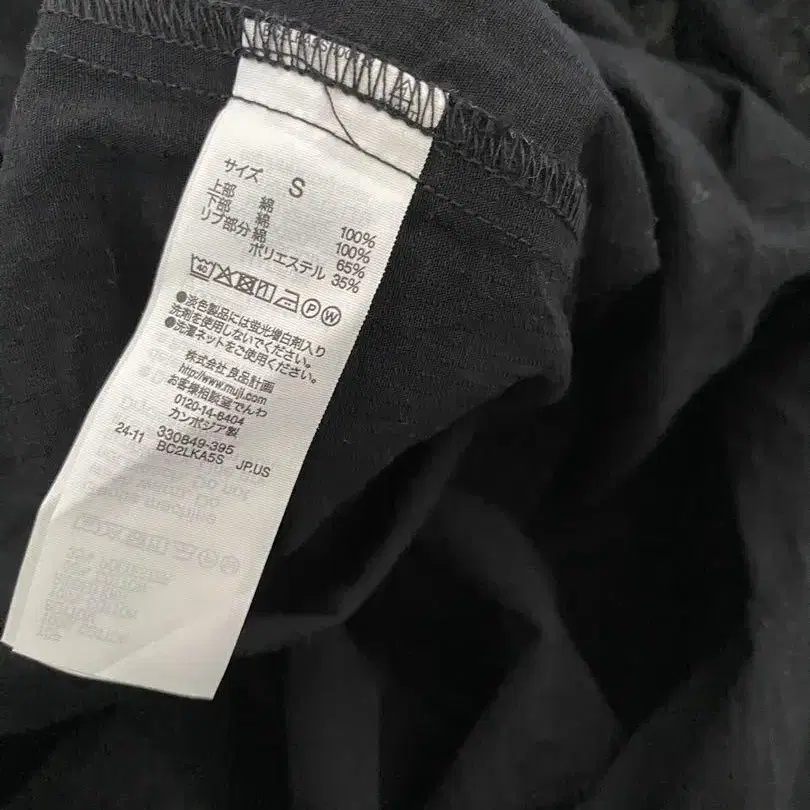 サイズ S
上部 綿 100%
下部 綿 100%
リブ部分 綿 65%
ポリエステル 35%
40
P W
●淡色製品には蛍光増白剤入り
洗剤を使用しないでください。
●洗濯ネットをご使用ください。
株式会社 良品計画
http://www.muji.com
お客様相談室でんわ
0120-14-6404
カンボジア製
24-11 330849-395
BC2LKA5S JP.US